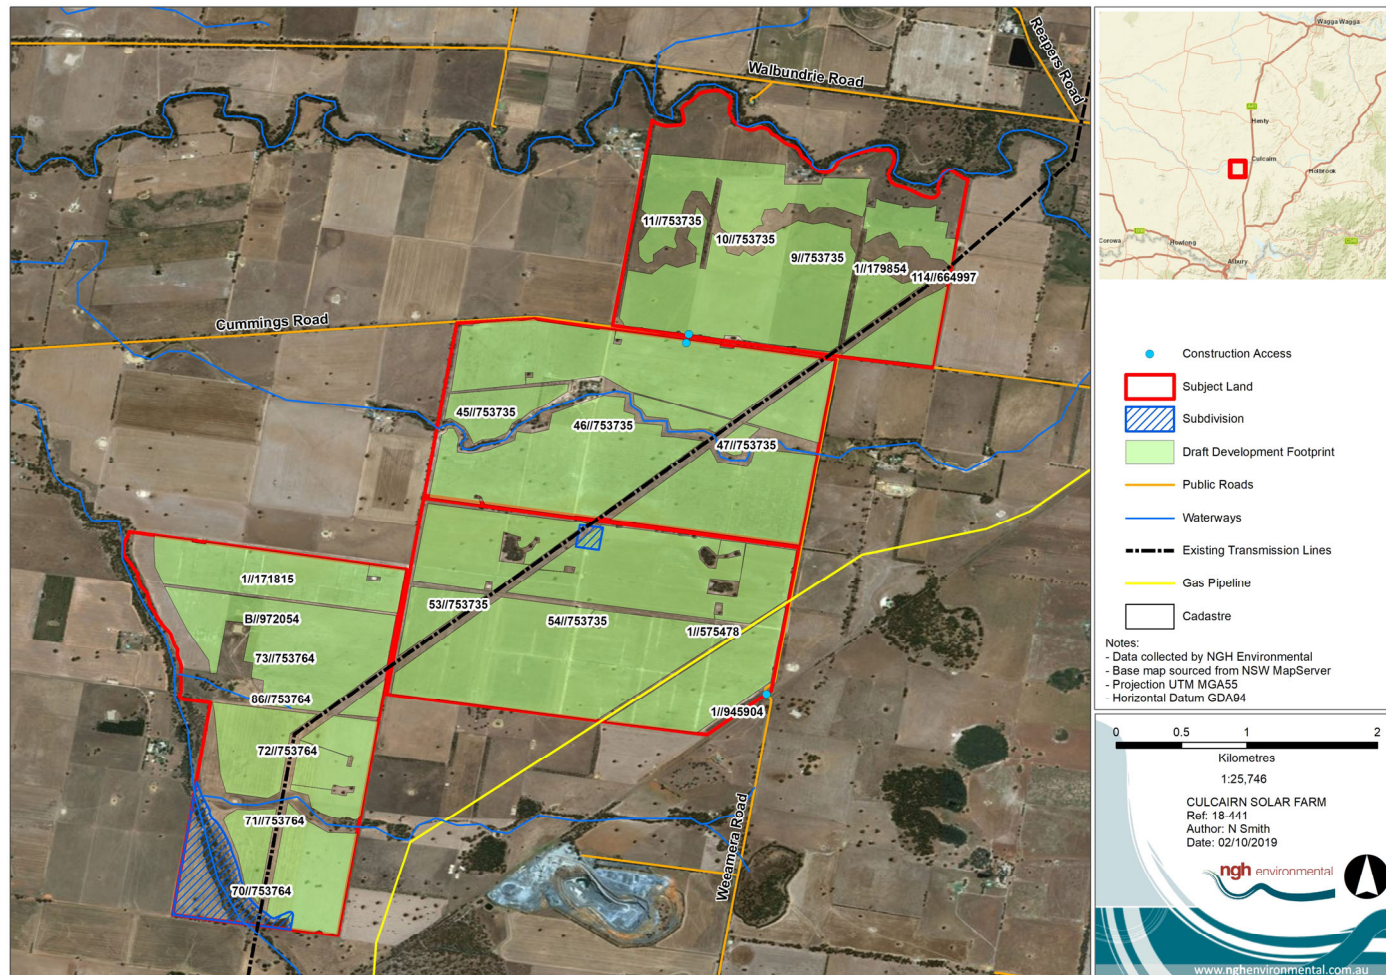 Walbundrie Road
Reapers Road
11//753735
10//753735
9//753735
1//179854
114//664997
Cummings Road
45//753735
46//753735
47//753735
1//171815
B//972054
53//753735
54//753735
1//575478
73//753764
86//753764
1//945904
72//753764
71//753764
70//753764
Weeamera Road
Wagga Wagga
Henty
Culcairn
Holbrook
Corowa
Howlong
Albury
Construction Access
Subject Land
Subdivision
Draft Development Footprint
Public Roads
Waterways
Existing Transmission Lines
Gas Pipeline
Cadastre
Notes:
- Data collected by NGH Environmental
- Base map sourced from NSW MapServer
- Projection UTM MGA55
- Horizontal Datum GDA94
0 0.5 1 2
Kilometres
1:25,746
CULCAIRN SOLAR FARM
Ref: 18-441
Author: N Smith
Date: 02/10/2019
ngh environmental
www.nghenvironmental.com.au